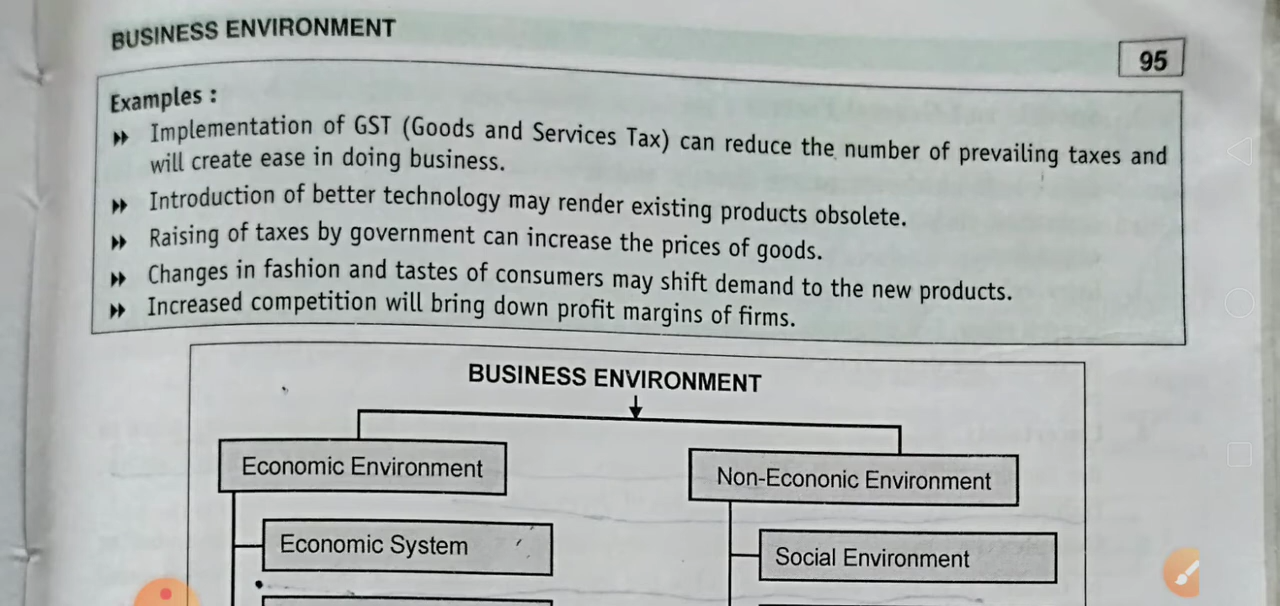 BUSINESS ENVIRONMENT
95
Examples :
Implementation of GST (Goods and Services Tax) can reduce the number of prevailing taxes and
will create ease in doing business.
Introduction of better technology may render existing products obsolete.
Raising of taxes by government can increase the prices of goods.
Changes in fashion and tastes of consumers may shift demand to the new products.
Increased competition will bring down profit margins of firms.
BUSINESS ENVIRONMENT
Economic Environment
Non-Econonic Environment
Economic System
Social Environment